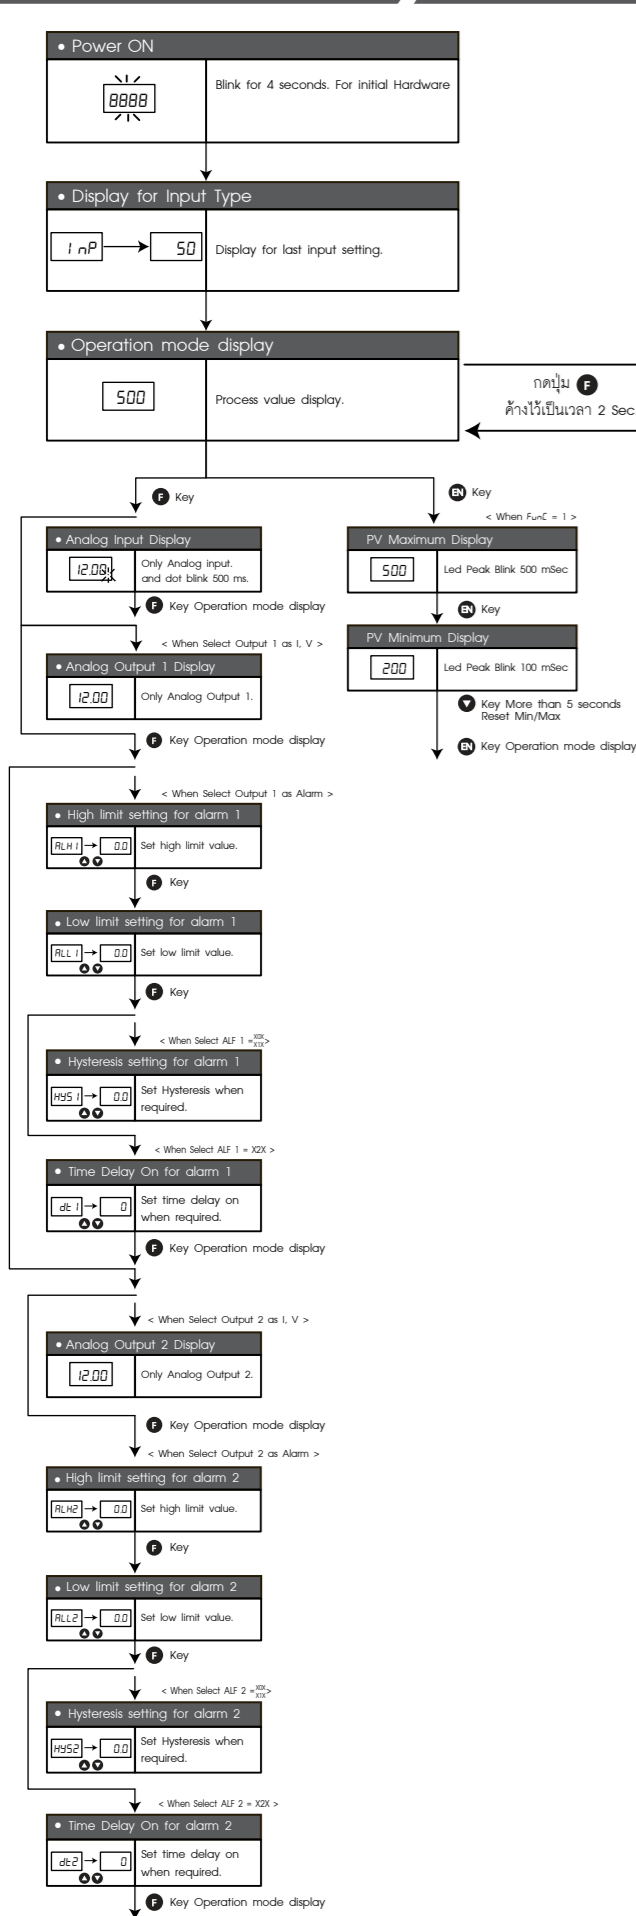 Power ON
8888
Blink for 4 seconds. For initial Hardware
Display for Input Type
InP
50
Display for last input setting.
Operation mode display
500
Process value display.
กดปุ่ม F
ค้างไว้เป็นเวลา 2 Sec.
F Key
Analog Input Display
12.00
Only Analog input.
and dot blink 500 ms.
F Key Operation mode display
< When Select Output 1 as I, V >
Analog Output 1 Display
12.00
Only Analog Output 1.
F Key Operation mode display
EN Key
< When FunC = 1 >
PV Maximum Display
500
Led Peak Blink 500 mSec
EN Key
PV Minimum Display
200
Led Peak Blink 100 mSec
Key More than 5 seconds
Reset Min/Max
EN Key Operation mode display
< When Select Output 1 as Alarm >
High limit setting for alarm 1
ALH1
0.0
Set high limit value.
F Key
Low limit setting for alarm 1
ALL1
0.0
Set low limit value.
F Key
< When Select ALF 1 = X0X
X1X >
Hysteresis setting for alarm 1
HYS1
0.0
Set Hysteresis when
required.
< When Select ALF 1 = X2X >
Time Delay On for alarm 1
dt1
0
Set time delay on
when required.
F Key Operation mode display
< When Select Output 2 as I, V >
Analog Output 2 Display
12.00
Only Analog Output 2.
F Key Operation mode display
< When Select Output 2 as Alarm >
High limit setting for alarm 2
ALH2
0.0
Set high limit value.
F Key
Low limit setting for alarm 2
ALL2
0.0
Set low limit value.
F Key
< When Select ALF 2 = X0X
X1X >
Hysteresis setting for alarm 2
HYS2
0.0
Set Hysteresis when
required.
< When Select ALF 2 = X2X >
Time Delay On for alarm 2
dt2
0
Set time delay on
when required.
F Key Operation mode display